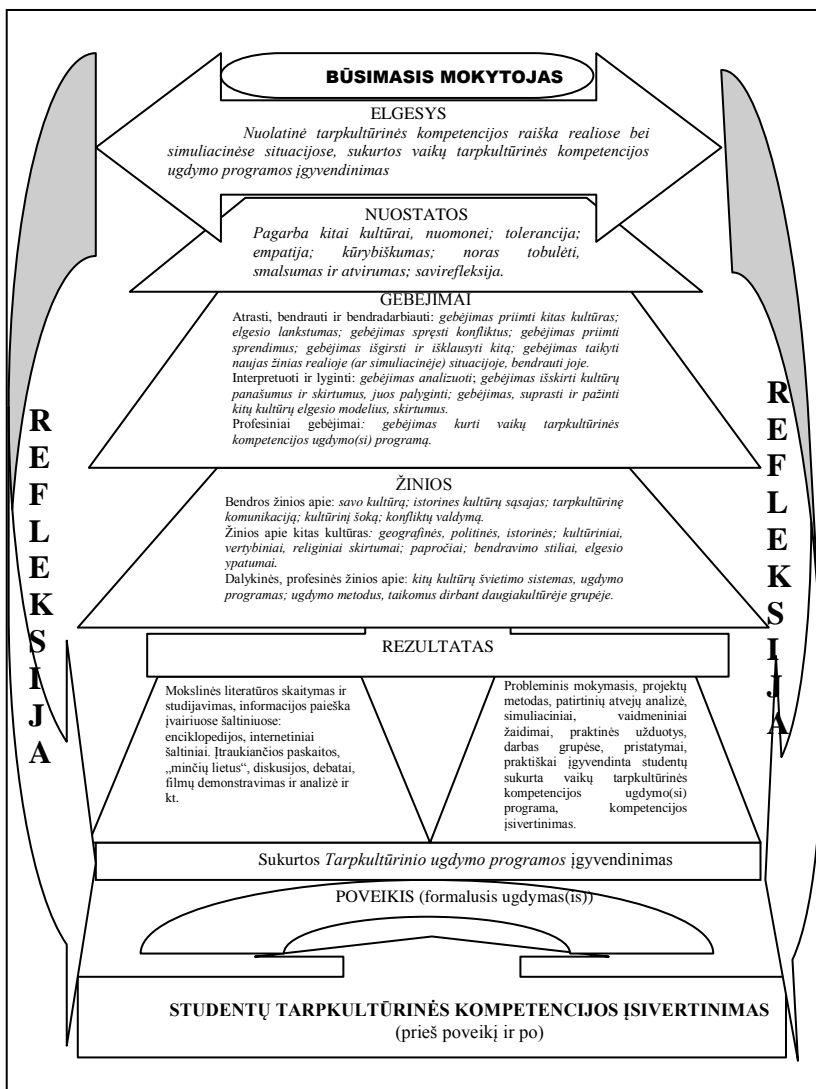 BŪSIMASIS MOKYTOJAS
ELGESYS
Nuolatinė tarpkultūrinės kompetencijos raiška realiose bei
simuliacinėse situacijose, sukurtos vaikų tarpkultūrinės kompetencijos
ugdymo programos įgyvendinimas
NUOSTATOS
Pagarba kitai kultūrai, nuomonei; tolerancija;
empatija; kūrybiškumas; noras tobulėti,
smalsumas ir atvirumas; savirefleksija.
GEBĖJIMAI
Atrasti, bendrauti ir bendradarbiauti: gebėjimas priimti kitas kultūras;
elgesio lankstumas; gebėjimas spręsti konfliktus; gebėjimas priimti
sprendimus; gebėjimas išgirsti ir išklausyti kitą; gebėjimas taikyti
naujas žinias realioje (ar simuliacinėje) situacijoje, bendrauti joje.
Interpretuoti ir lyginti: gebėjimas analizuoti; gebėjimas išskirti kultūrų
panašumus ir skirtumus, juos palyginti; gebėjimas, suprasti ir pažinti
kitų kultūrų elgesio modelius, skirtumus.
Profesiniai gebėjimai: gebėjimas kurti vaikų tarpkultūrinės
kompetencijos ugdymo(si) programą.
ŽINIOS
Bendros žinios apie: savo kultūrą; istorines kultūrų sąsajas; tarpkultūrinę
komunikaciją; kultūrinį šoką; konfliktų valdymą.
Žinios apie kitas kultūras: geografinės, politinės, istorinės; kultūriniai,
vertybiniai, religiniai skirtumai; papročiai; bendravimo stiliai, elgesio
ypatumai.
Dalykinės, profesinės žinios apie: kitų kultūrų švietimo sistemas, ugdymo
programas; ugdymo metodus, taikomus dirbant daugiakultūrėje grupėje.
REZULTATAS
Mokslinės literatūros skaitymas ir
studijavimas, informacijos paieška
įvairiuose šaltiniuose:
enciklopedijos, internetiniai
šaltiniai. Įtraukiančios paskaitos,
„minčių lietus“, diskusijos, debatai,
filmų demonstravimas ir analizė ir
kt.
Probleminis mokymasis, projektų
metodas, patirtinių atvejų analizė,
simuliaciniai, vaidmeniniai
žaidimai, praktinės užduotys,
darbas grupėse, pristatymai,
praktiškai įgyvendinta studentų
sukurta vaikų tarpkultūrinės
kompetencijos ugdymo(si)
programa, kompetencijos
įsivertinimas.
Sukurtos Tarpkultūrinio ugdymo programos įgyvendinimas
POVEIKIS (formalusis ugdymas(is))
STUDENTŲ TARPKULTŪRINĖS KOMPETENCIJOS ĮSIVERTINIMAS
(prieš poveikį ir po)
REFLEKSIJA
REFLEKSIJA